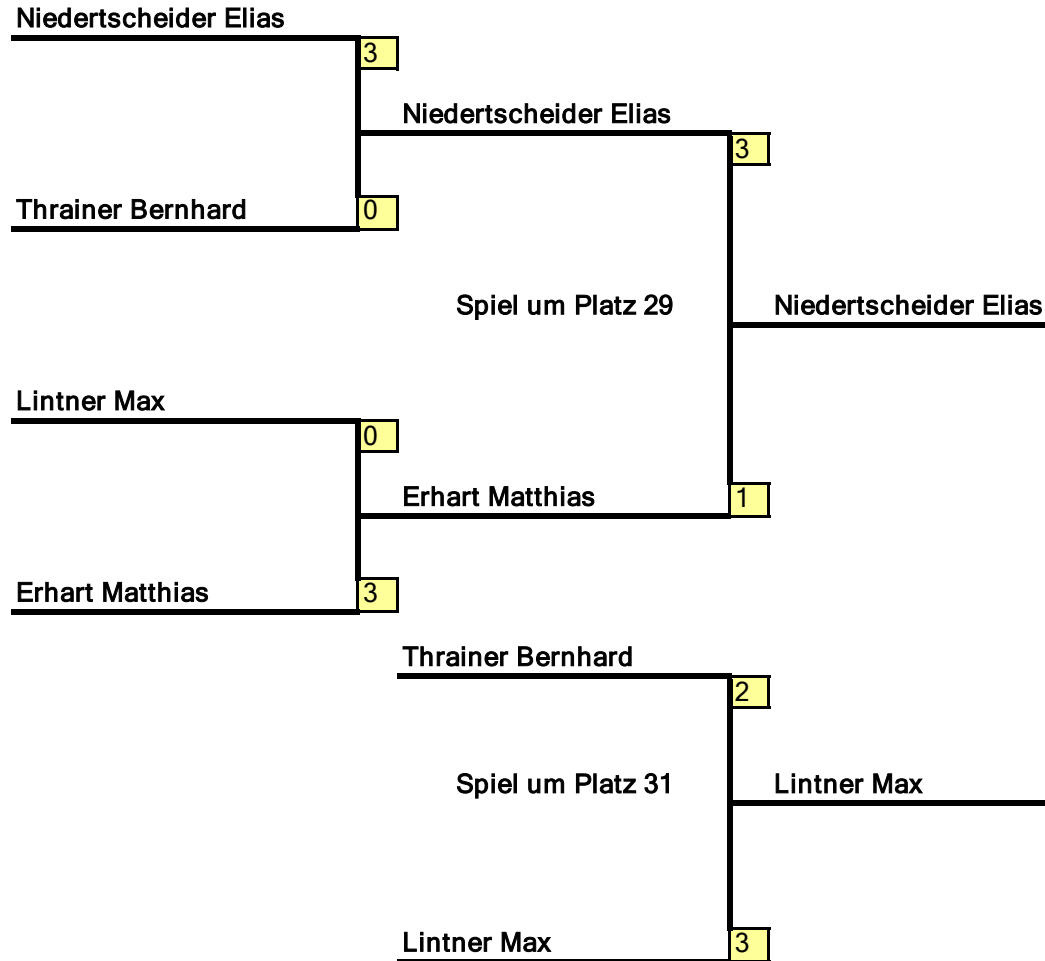 Niedertscheider Elias
3
Niedertscheider Elias
3
Thrainer Bernhard
0
Spiel um Platz 29
Niedertscheider Elias
Lintner Max
0
Erhart Matthias
1
Erhart Matthias
3
Thrainer Bernhard
2
Spiel um Platz 31
Lintner Max
Lintner Max
3